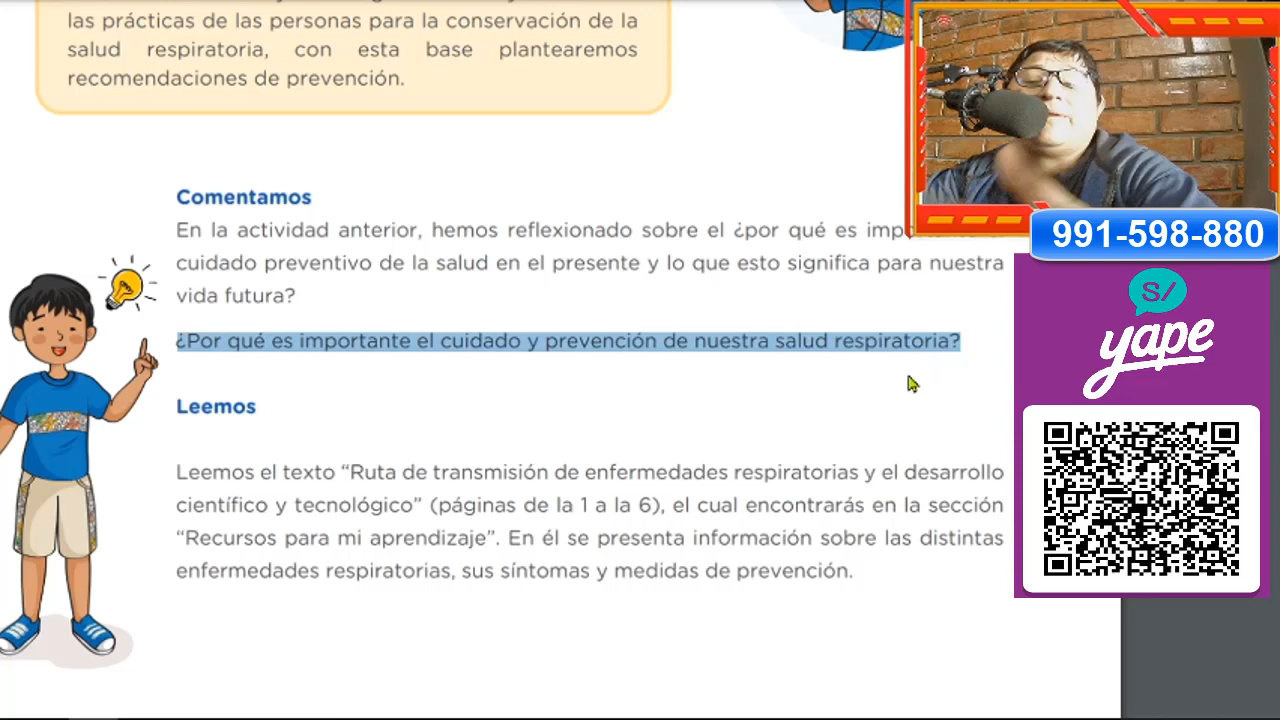 las prácticas de las personas para la conservación de la
salud respiratoria, con esta base plantearemos
recomendaciones de prevención.
Comentamos
En la actividad anterior, hemos reflexionado sobre el ¿por qué es
cuidado preventivo de la salud en el presente y lo que esto significa para nuestra
vida futura?
¿Por qué es importante el cuidado y prevención de nuestra salud respiratoria?
Leemos
Leemos el texto “Ruta de transmisión de enfermedades respiratorias y el desarrollo
científico y tecnológico” (páginas de la 1 a la 6), el cual encontrarás en la sección
“Recursos para mi aprendizaje”. En él se presenta información sobre las distintas
enfermedades respiratorias, sus síntomas y medidas de prevención.
991-598-880
S/
yape